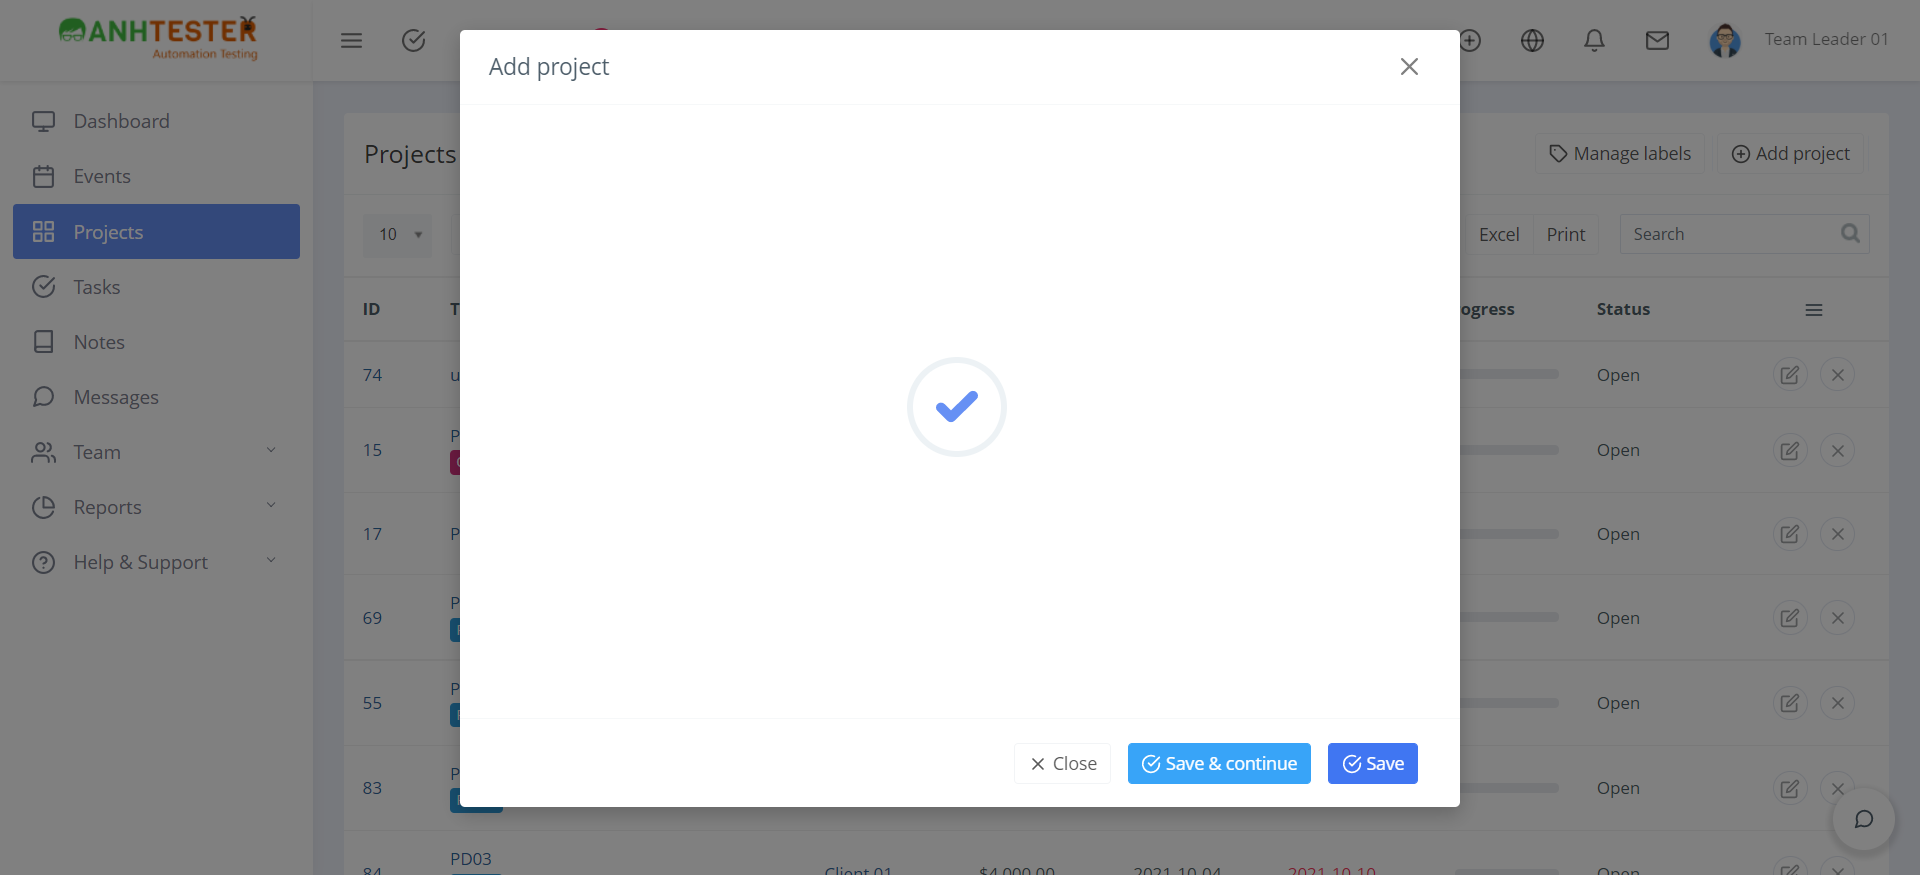 ANHTESTER
Automation Testing
Team Leader 01
Dashboard
Events
Projects
Tasks
Notes
Messages
Team
Reports
Help & Support
Add project
Projects
Manage labels
Add project
10
Excel
Print
Search
ID
T
ogress
Status
74
u
Open
15
P
Open
17
P
Open
69
P
Open
55
P
Open
83
P
Open
Close
Save & continue
Save
PD03
84
Client 01
$4,000.00
2021-10-04
2021-10-10
Open